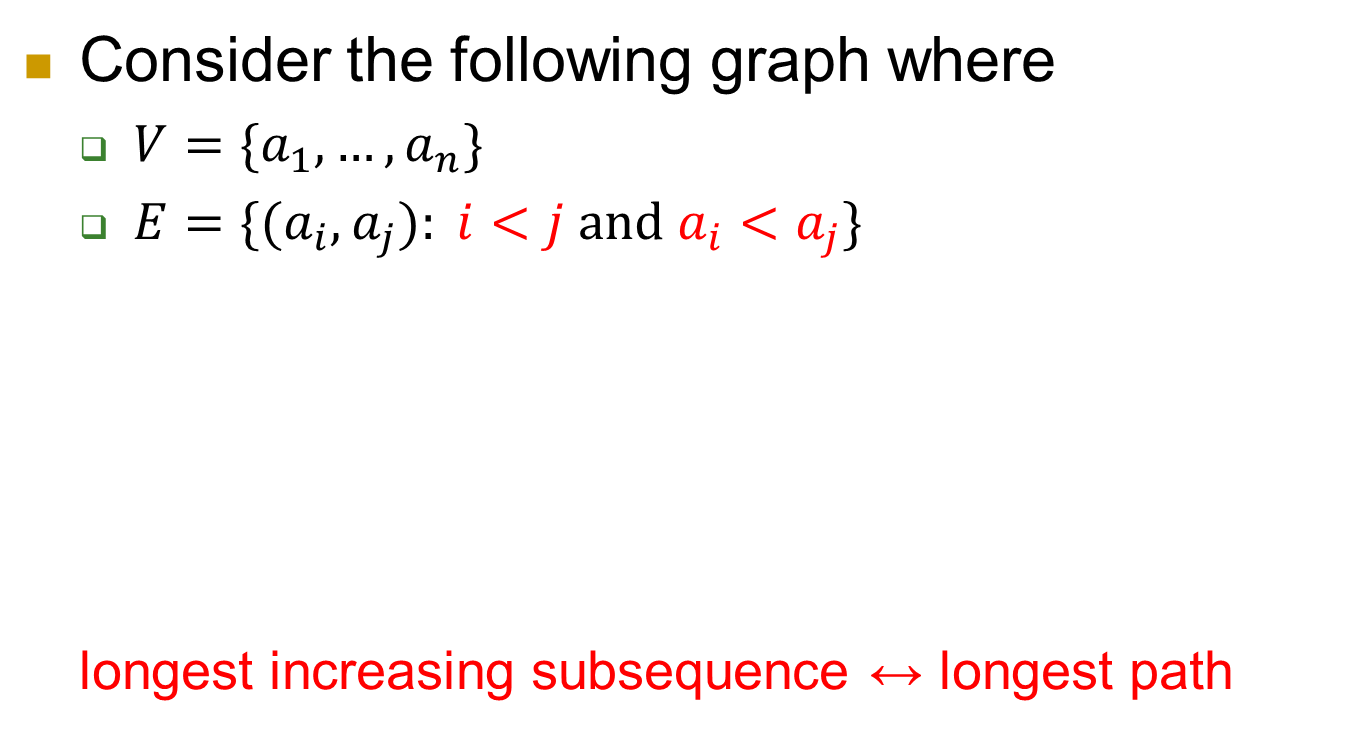 Consider the following graph where
V = {a₁, … , aₙ}
E = {(aᵢ, aⱼ): i < j and aᵢ < aⱼ}
longest increasing subsequence ↔ longest path